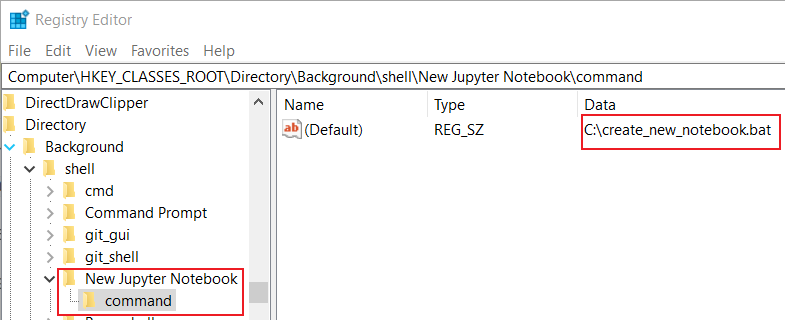 Registry Editor
File Edit View Favorites Help
Computer\HKEY_CLASSES_ROOT\Directory\Background\shell\New Jupyter Notebook\command
DirectDrawClipper
Directory
Background
shell
cmd
Command Prompt
git_gui
git_shell
New Jupyter Notebook
command
Name Type Data
ab (Default) REG_SZ C:\create_new_notebook.bat